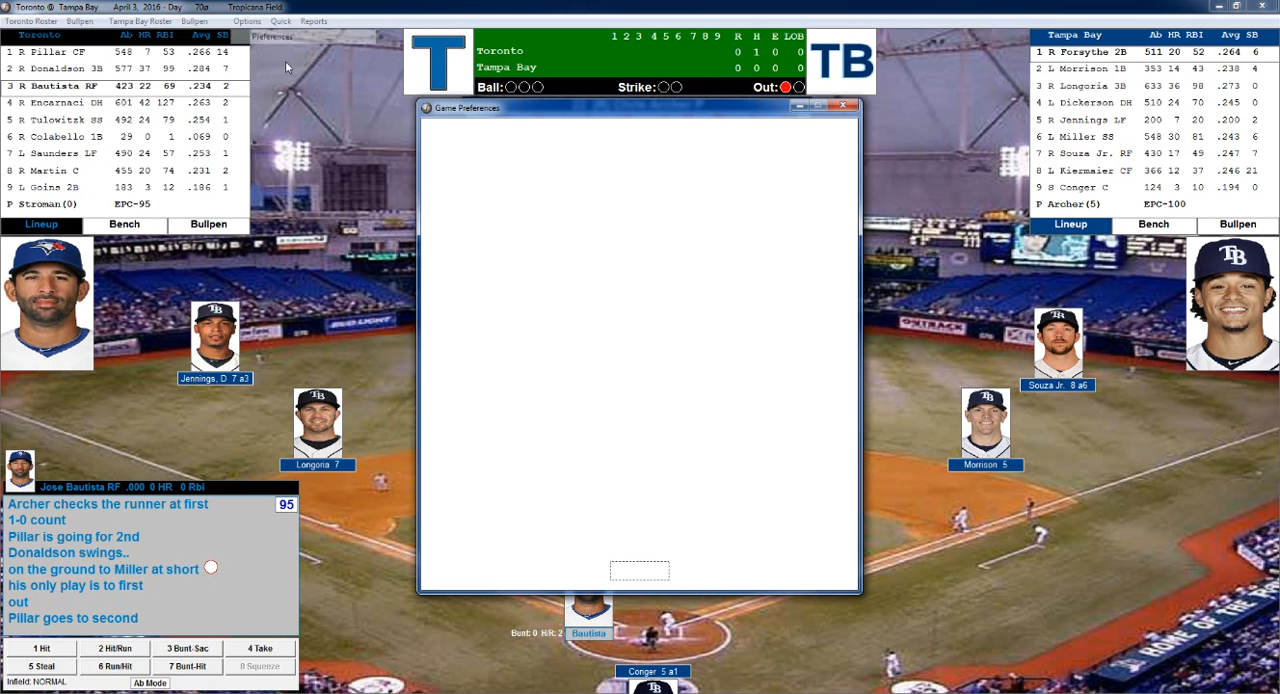 Toronto @ Tampa Bay April 3, 2016 - Day 70ø Tropicana Field
Toronto Roster Bullpen Tampa Bay Roster Bullpen Options Quick Reports
Preferences
Toronto Ab HR RBI Avg SB
1 R Pillar CF 548 7 53 .266 14
2 R Donaldson 3B 577 37 99 .284 7
3 R Bautista RF 423 22 69 .234 2
4 R Encarnaci DH 601 42 127 .263 2
5 R Tulowitzk SS 492 24 79 .254 1
6 R Colabello 1B 29 0 1 .069 0
7 L Saunders LF 490 24 57 .253 1
8 R Martin C 455 20 74 .231 2
9 L Goins 2B 183 3 12 .186 1
P Stroman(0) EPC-95
Lineup Bench Bullpen
T
1 2 3 4 5 6 7 8 9 R H E LOB
Toronto 0 1 0 0
Tampa Bay 0 0 0 0
Ball: Strike: Out:
TB
Tampa Bay Ab HR RBI Avg SB
1 R Forsythe 2B 511 20 52 .264 6
2 L Morrison 1B 353 14 43 .238 4
3 R Longoria 3B 633 36 98 .273 0
4 L Dickerson DH 510 24 70 .245 0
5 R Jennings LF 200 7 20 .200 2
6 L Miller SS 548 30 81 .243 6
7 R Souza Jr. RF 430 17 49 .247 7
8 L Kiermaier CF 366 12 37 .246 21
9 S Conger C 124 3 10 .194 0
P Archer(5) EPC-100
Lineup Bench Bullpen
Game Preferences
Jennings, D 7 a3
Souza Jr. 8 a6
Longoria 7
Morrison 5
Jose Bautista RF .000 0 HR 0 Rbi
95
Archer checks the runner at first
1-0 count
Pillar is going for 2nd
Donaldson swings..
on the ground to Miller at short
his only play is to first
out
Pillar goes to second
1 Hit 2 Hit/Run 3 Bunt-Sac 4 Take
5 Steal 6 Run/Hit 7 Bunt-Hit 8 Squeeze
Infield: NORMAL Ab Mode
Bunt: 0 H/R: 2 Bautista
Conger 5 a1